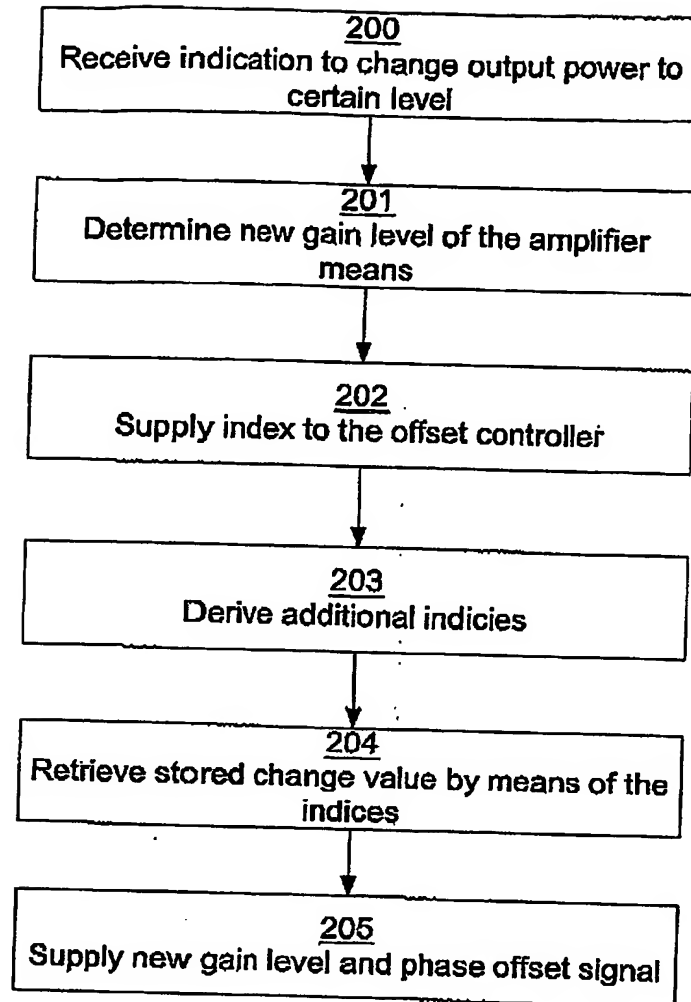 200
Receive indication to change output power to
certain level
201
Determine new gain level of the amplifier
means
202
Supply index to the offset controller
203
Derive additional indicies
204
Retrieve stored change value by means of the
indices
205
Supply new gain level and phase offset signal